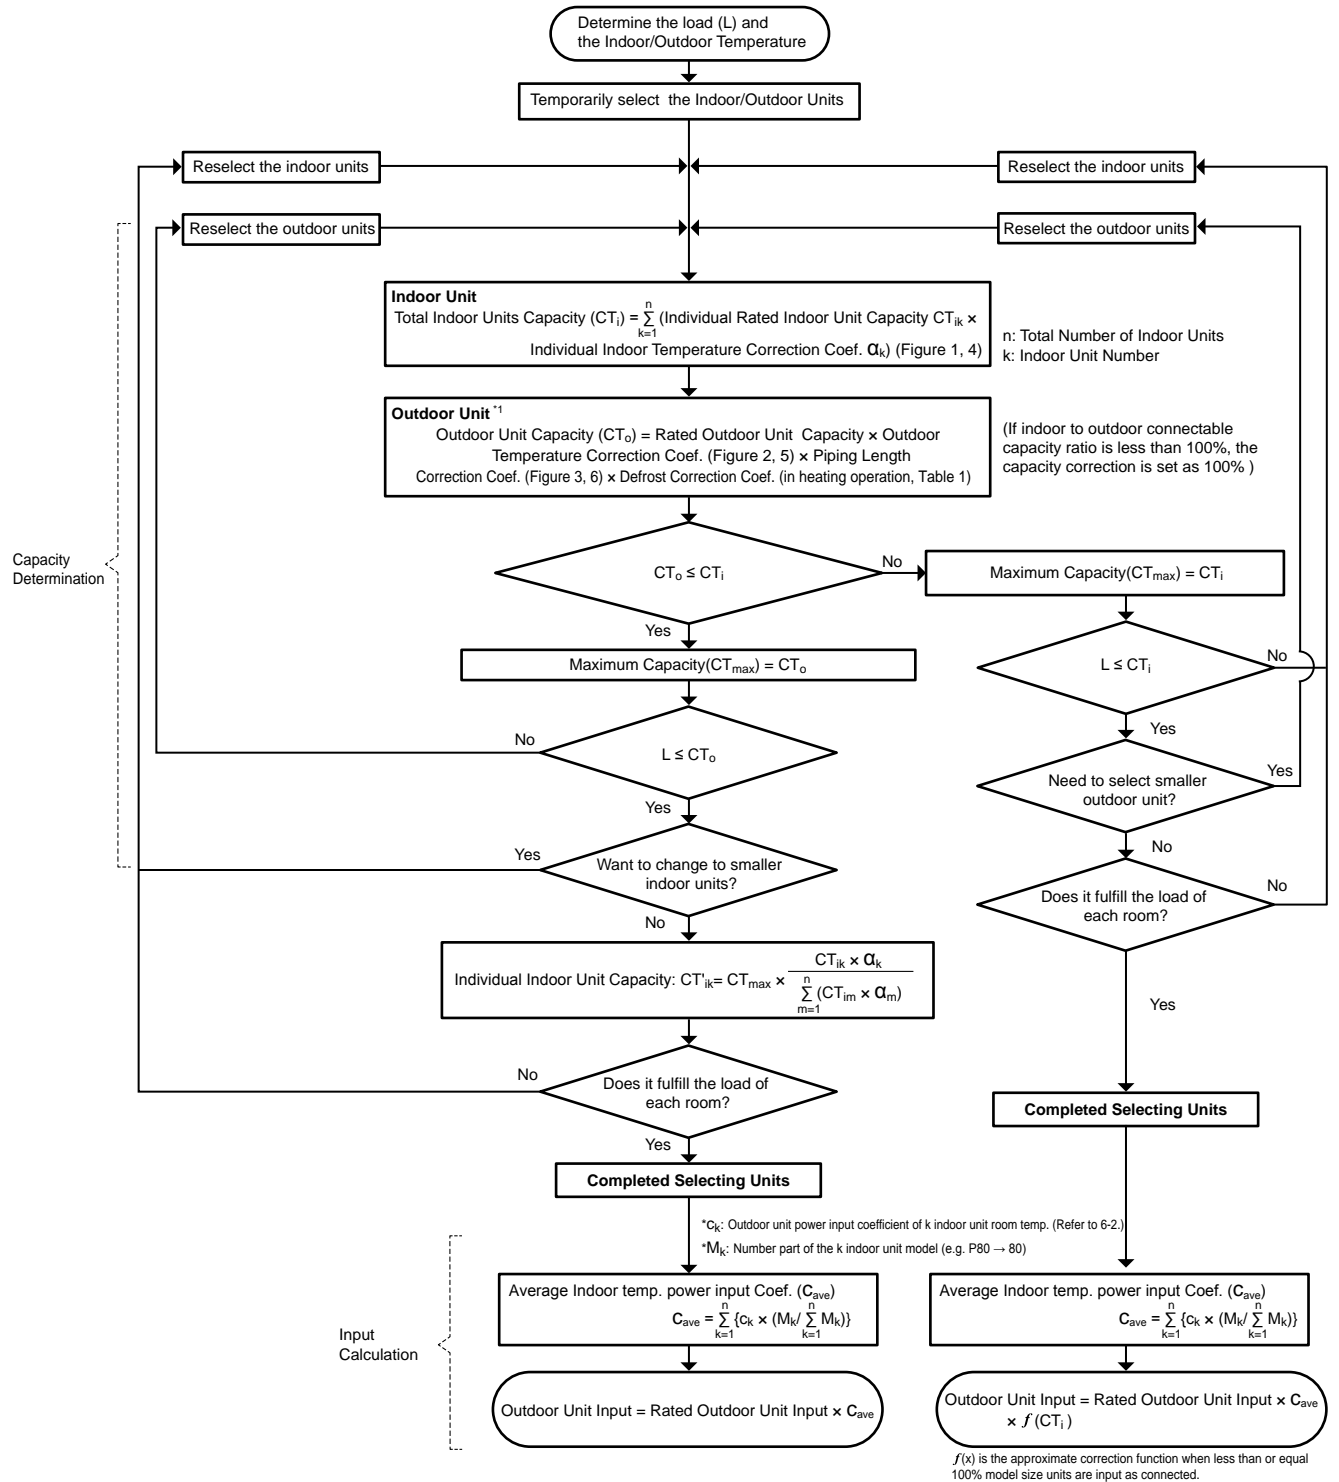 Determine the load (L) and
the Indoor/Outdoor Temperature
Temporarily select the Indoor/Outdoor Units
Reselect the indoor units
Reselect the indoor units
Reselect the outdoor units
Reselect the outdoor units
Indoor Unit
Total Indoor Units Capacity (CTi) = n Σ k=1 (Individual Rated Indoor Unit Capacity CTik ×
Individual Indoor Temperature Correction Coef. αk) (Figure 1, 4)
n: Total Number of Indoor Units
k: Indoor Unit Number
Outdoor Unit *1
Outdoor Unit Capacity (CTo) = Rated Outdoor Unit Capacity × Outdoor
Temperature Correction Coef. (Figure 2, 5) × Piping Length
Correction Coef. (Figure 3, 6) × Defrost Correction Coef. (in heating operation, Table 1)
(If indoor to outdoor connectable
capacity ratio is less than 100%, the
capacity correction is set as 100% )
Capacity
Determination
CTo ≤ CTi
No
Maximum Capacity(CTmax) = CTi
Yes
Maximum Capacity(CTmax) = CTo
L ≤ CTi
No
Yes
L ≤ CTo
No
Yes
Need to select smaller
outdoor unit?
Yes
No
Want to change to smaller
indoor units?
Yes
No
Does it fulfill the load of
each room?
No
Yes
Individual Indoor Unit Capacity: CT'ik= CTmax × CTik × αk / n Σ m=1 (CTim × αm)
Does it fulfill the load of
each room?
No
Yes
Completed Selecting Units
Completed Selecting Units
*ck: Outdoor unit power input coefficient of k indoor unit room temp. (Refer to 6-2.)
*Mk: Number part of the k indoor unit model (e.g. P80 → 80)
Input
Calculation
Average Indoor temp. power input Coef. (Cave)
Cave = n Σ k=1 {ck × (Mk/ n Σ k=1 Mk)}
Average Indoor temp. power input Coef. (Cave)
Cave = n Σ k=1 {ck × (Mk/ n Σ k=1 Mk)}
Outdoor Unit Input = Rated Outdoor Unit Input × Cave
Outdoor Unit Input = Rated Outdoor Unit Input × Cave
× f (CTi )
f(x) is the approximate correction function when less than or equal
100% model size units are input as connected.